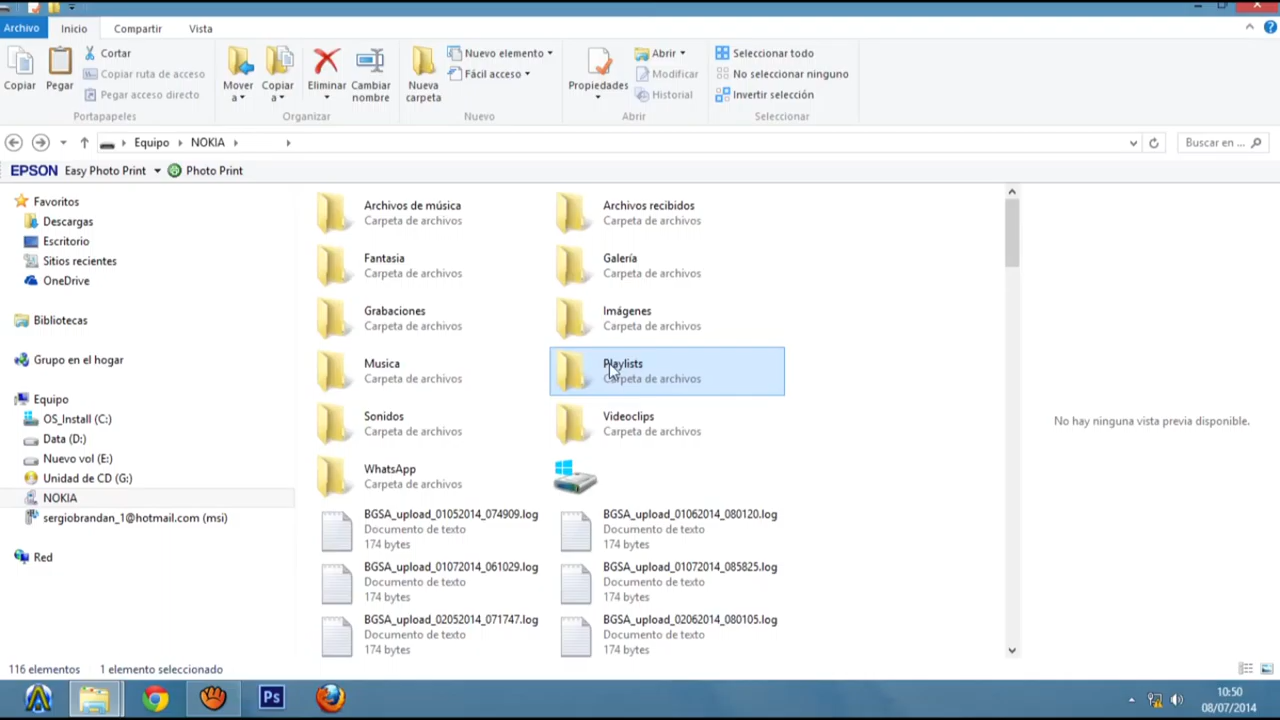 Archivo Inicio Compartir Vista
Copiar
Pegar
Cortar
Copiar ruta de acceso
Pegar acceso directo
Portapapeles
Mover a
Copiar a
Eliminar
Cambiar nombre
Organizar
Nueva carpeta
Nuevo elemento
Fácil acceso
Nuevo
Propiedades
Abrir
Modificar
Historial
Abrir
Seleccionar todo
No seleccionar ninguno
Invertir selección
Seleccionar
Equipo NOKIA
Buscar en ...
EPSON Easy Photo Print Photo Print
Favoritos
Descargas
Escritorio
Sitios recientes
OneDrive
Bibliotecas
Grupo en el hogar
Equipo
OS_Install (C:)
Data (D:)
Nuevo vol (E:)
Unidad de CD (G:)
NOKIA
sergiobrandan_1@hotmail.com (msi)
Red
Archivos de música
Carpeta de archivos
Archivos recibidos
Carpeta de archivos
Fantasia
Carpeta de archivos
Galería
Carpeta de archivos
Grabaciones
Carpeta de archivos
Imágenes
Carpeta de archivos
Musica
Carpeta de archivos
Playlists
Carpeta de archivos
Sonidos
Carpeta de archivos
Videoclips
Carpeta de archivos
WhatsApp
Carpeta de archivos
BGSA_upload_01052014_074909.log
Documento de texto
174 bytes
BGSA_upload_01062014_080120.log
Documento de texto
174 bytes
BGSA_upload_01072014_061029.log
Documento de texto
174 bytes
BGSA_upload_01072014_085825.log
Documento de texto
174 bytes
BGSA_upload_02052014_071747.log
Documento de texto
174 bytes
BGSA_upload_02062014_080105.log
Documento de texto
174 bytes
No hay ninguna vista previa disponible.
116 elementos 1 elemento seleccionado
Ps
10:50
08/07/2014